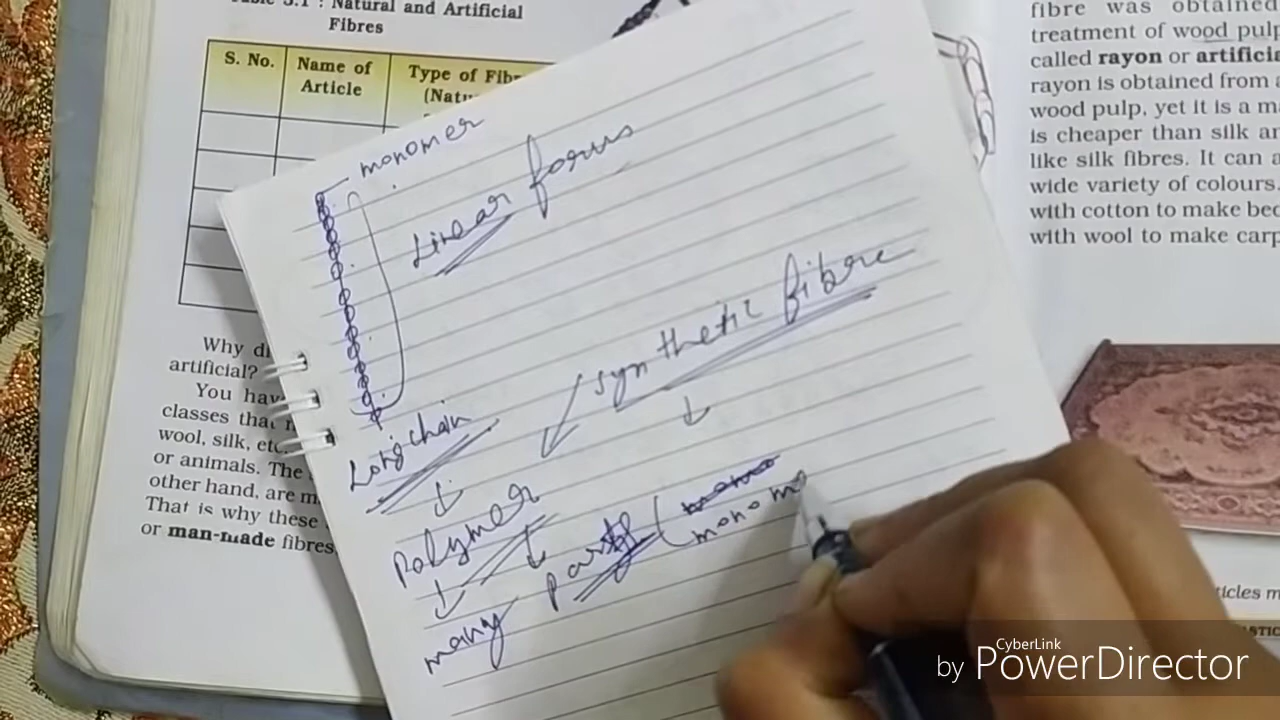 Table 3.1 : Natural and Artificial
Fibres
S. No.
Name of
Article
Type of Fib
(Natu
Why di
artificial?
You hav
classes that
wool, silk, etc
or animals. The
other hand, are m
That is why these
or man-made fibres
monomer
Linear forms
synthetic fibre
Long chain
polymer
many parts (
monom
fibre was obtained
treatment of wood pulp
called rayon or artificia
rayon is obtained from a
wood pulp, yet it is a m
is cheaper than silk an
like silk fibres. It can a
wide variety of colours.
with cotton to make bed
with wool to make carp
ticles m
ASTIC
CyberLink
by PowerDirector